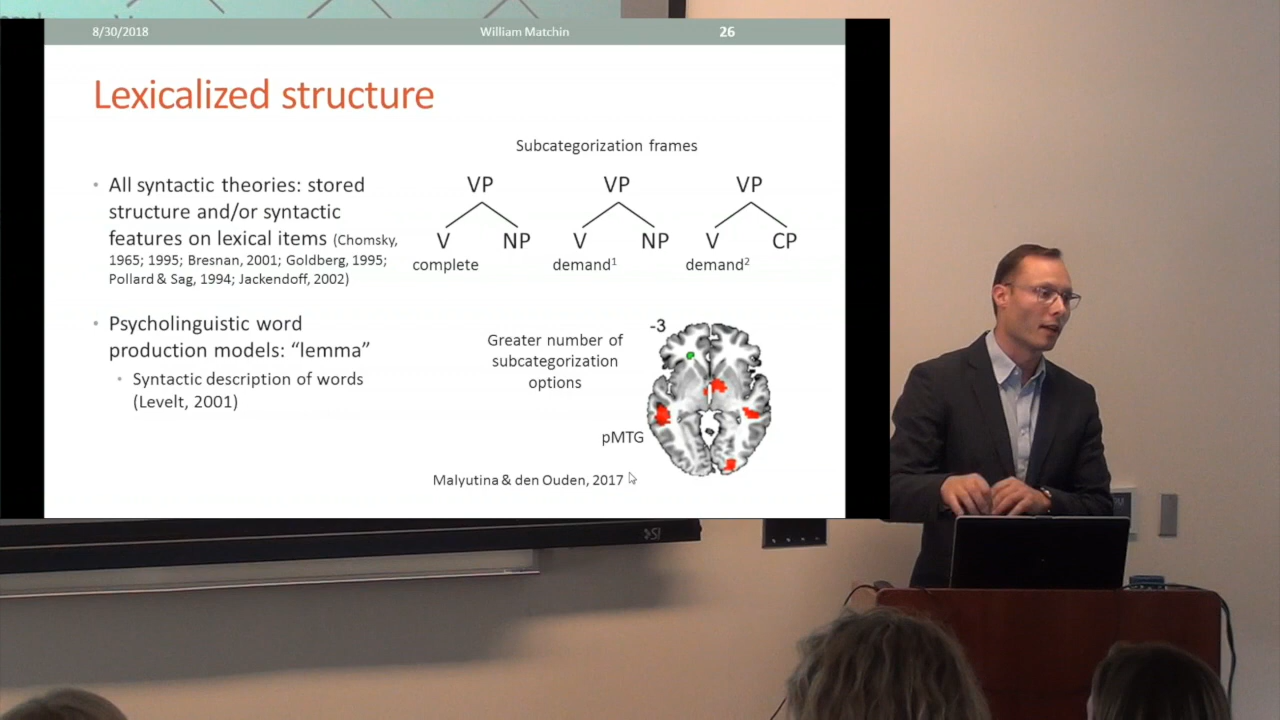 8/30/2018 William Matchin 26
Lexicalized structure
Subcategorization frames
• All syntactic theories: stored
structure and/or syntactic
features on lexical items (Chomsky,
1965; 1995; Bresnan, 2001; Goldberg, 1995;
Pollard & Sag, 1994; Jackendoff, 2002)
VP VP VP
V NP V NP V CP
complete demand¹ demand²
• Psycholinguistic word
production models: “lemma”
• Syntactic description of words
(Levelt, 2001)
Greater number of
subcategorization
options
-3
pMTG
Malyutina & den Ouden, 2017